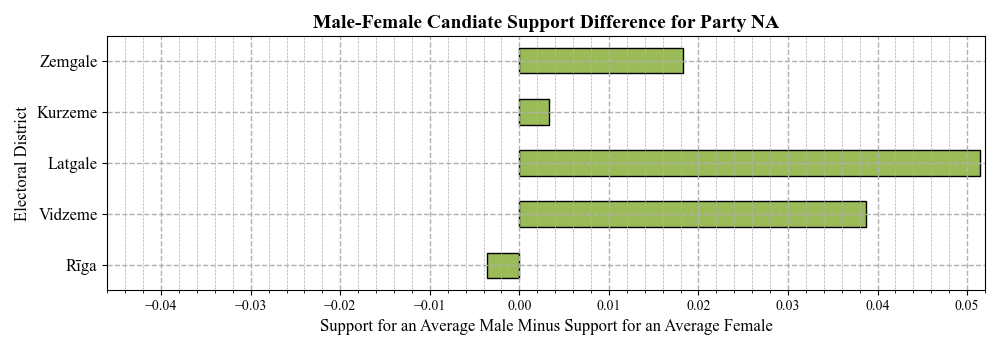 Male-Female Candiate Support Difference for Party NA
Electoral District
Zemgale
Kurzeme
Latgale
Vidzeme
Rīga
−0.04 −0.03 −0.02 −0.01 0.00 0.01 0.02 0.03 0.04 0.05
Support for an Average Male Minus Support for an Average Female